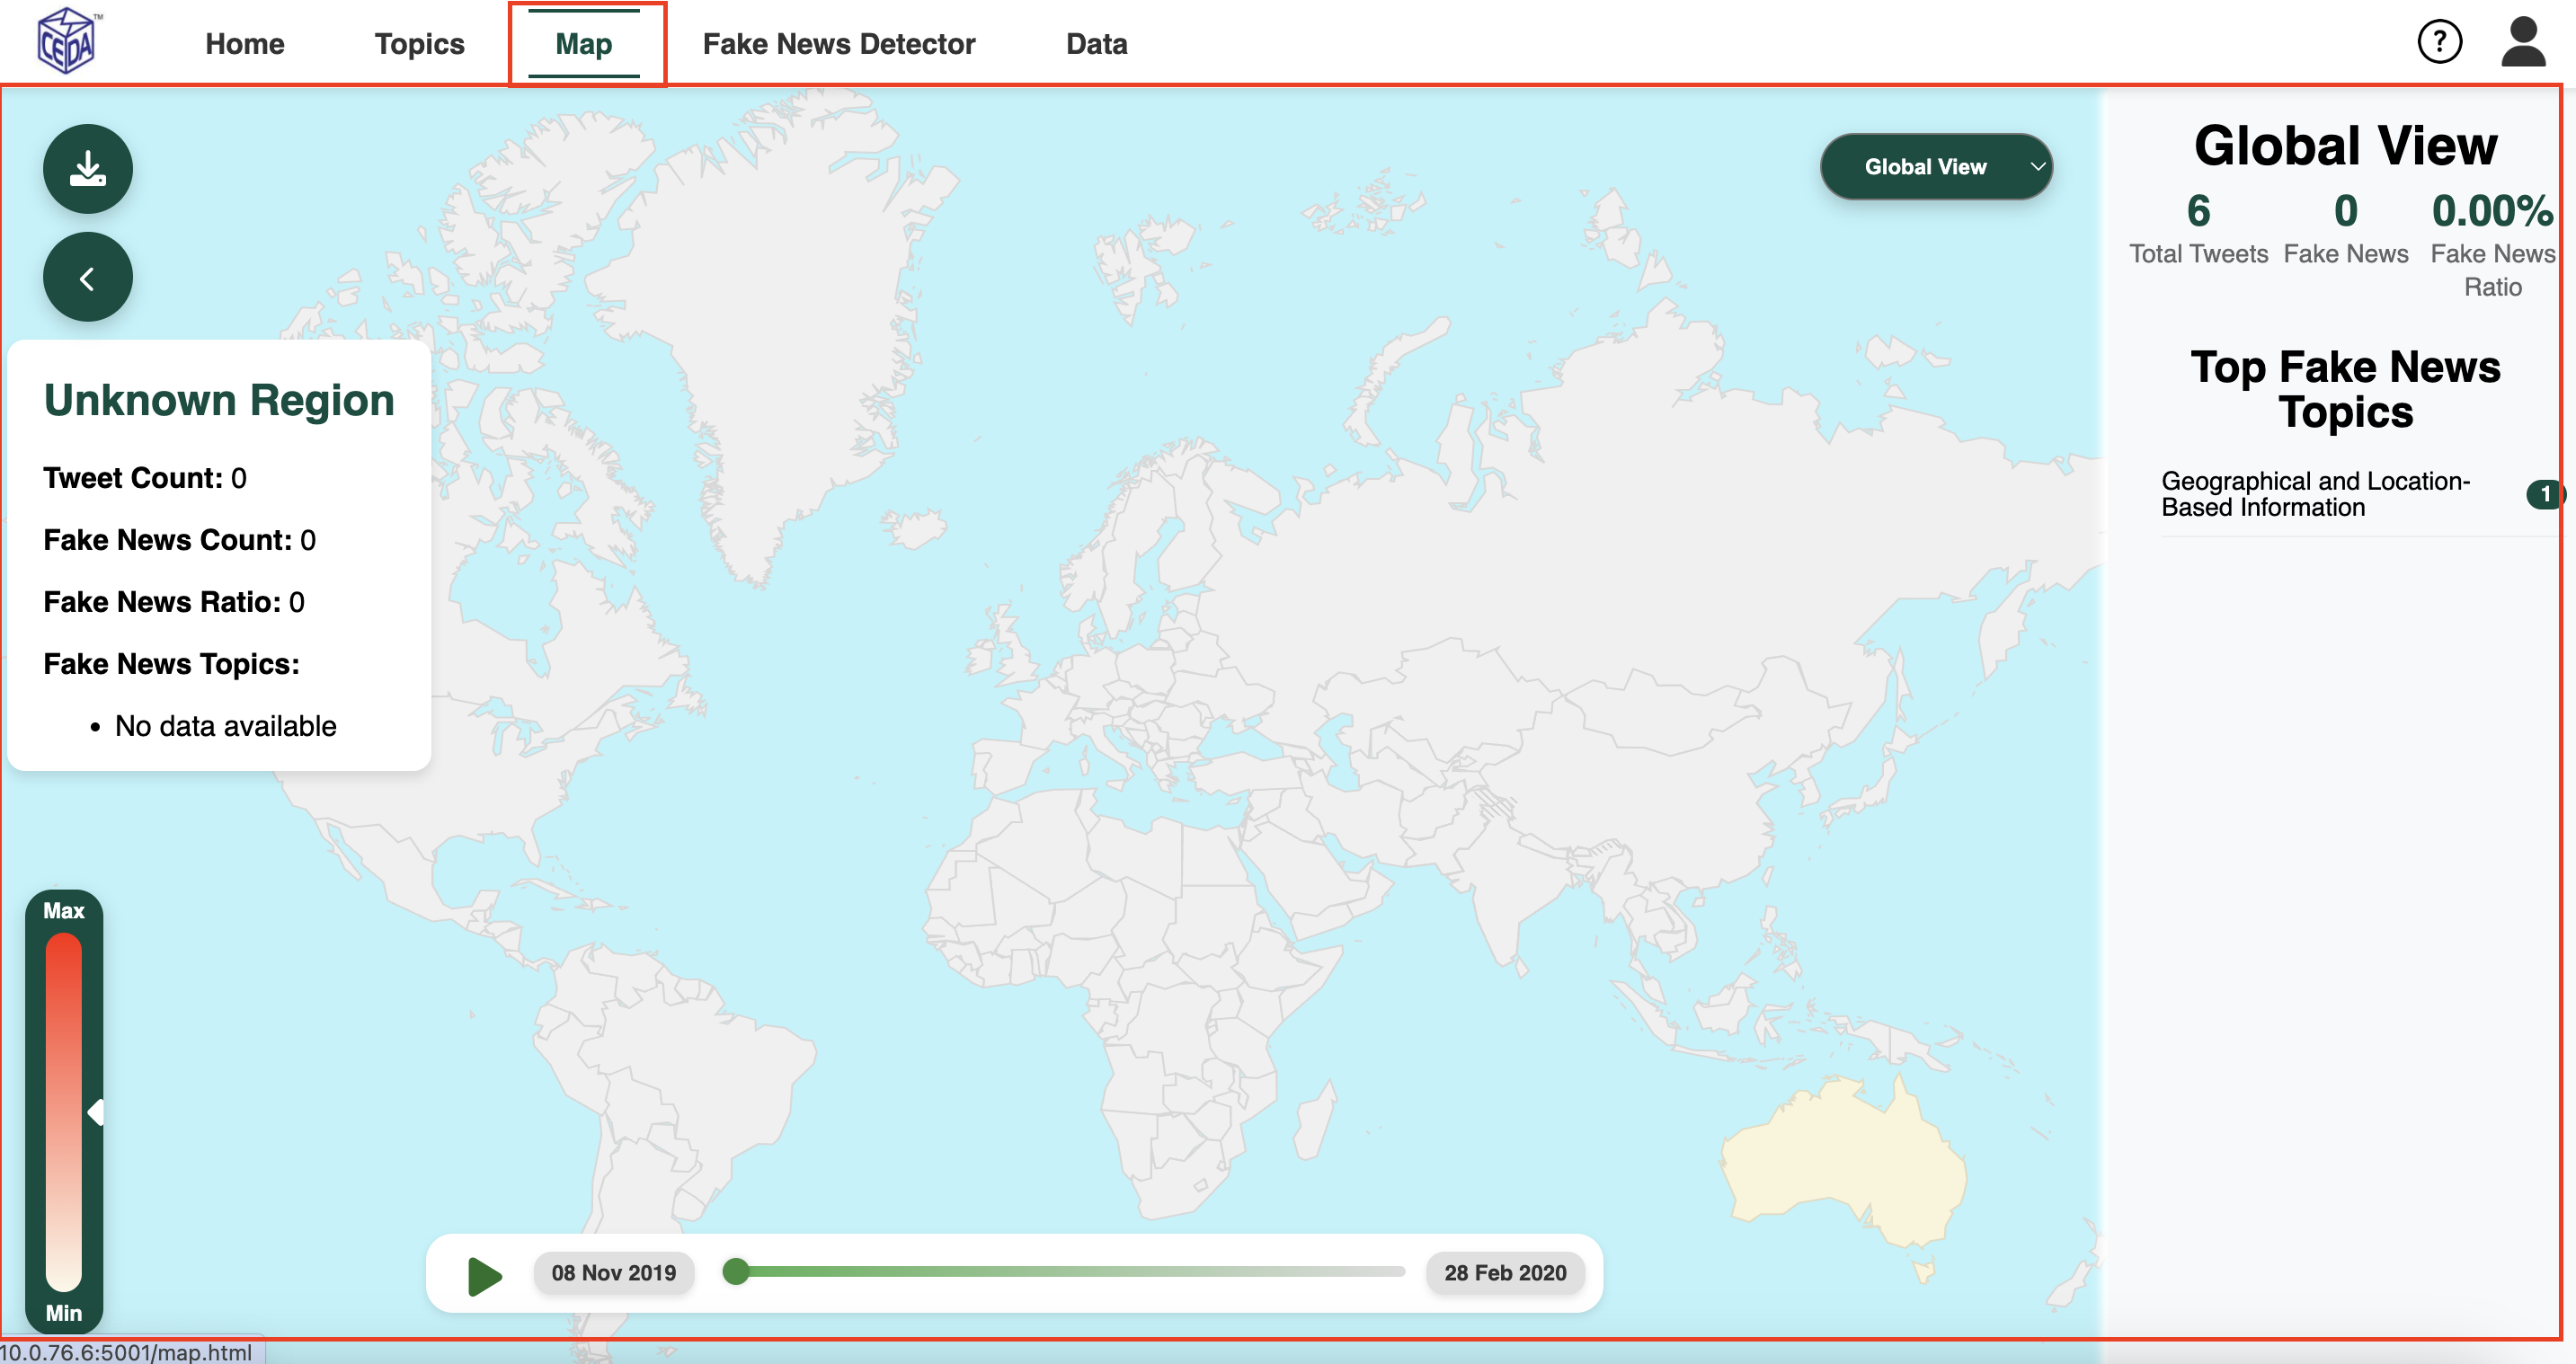 CEDA TM
Home
Topics
Map
Fake News Detector
Data
?
Global View
Global View
6
0
0.00%
Total Tweets
Fake News
Fake News
Ratio
Top Fake News
Topics
Geographical and Location-
Based Information
1
Unknown Region
Tweet Count: 0
Fake News Count: 0
Fake News Ratio: 0
Fake News Topics:
• No data available
Max
Min
08 Nov 2019
28 Feb 2020
10.0.76.6:5001/map.html